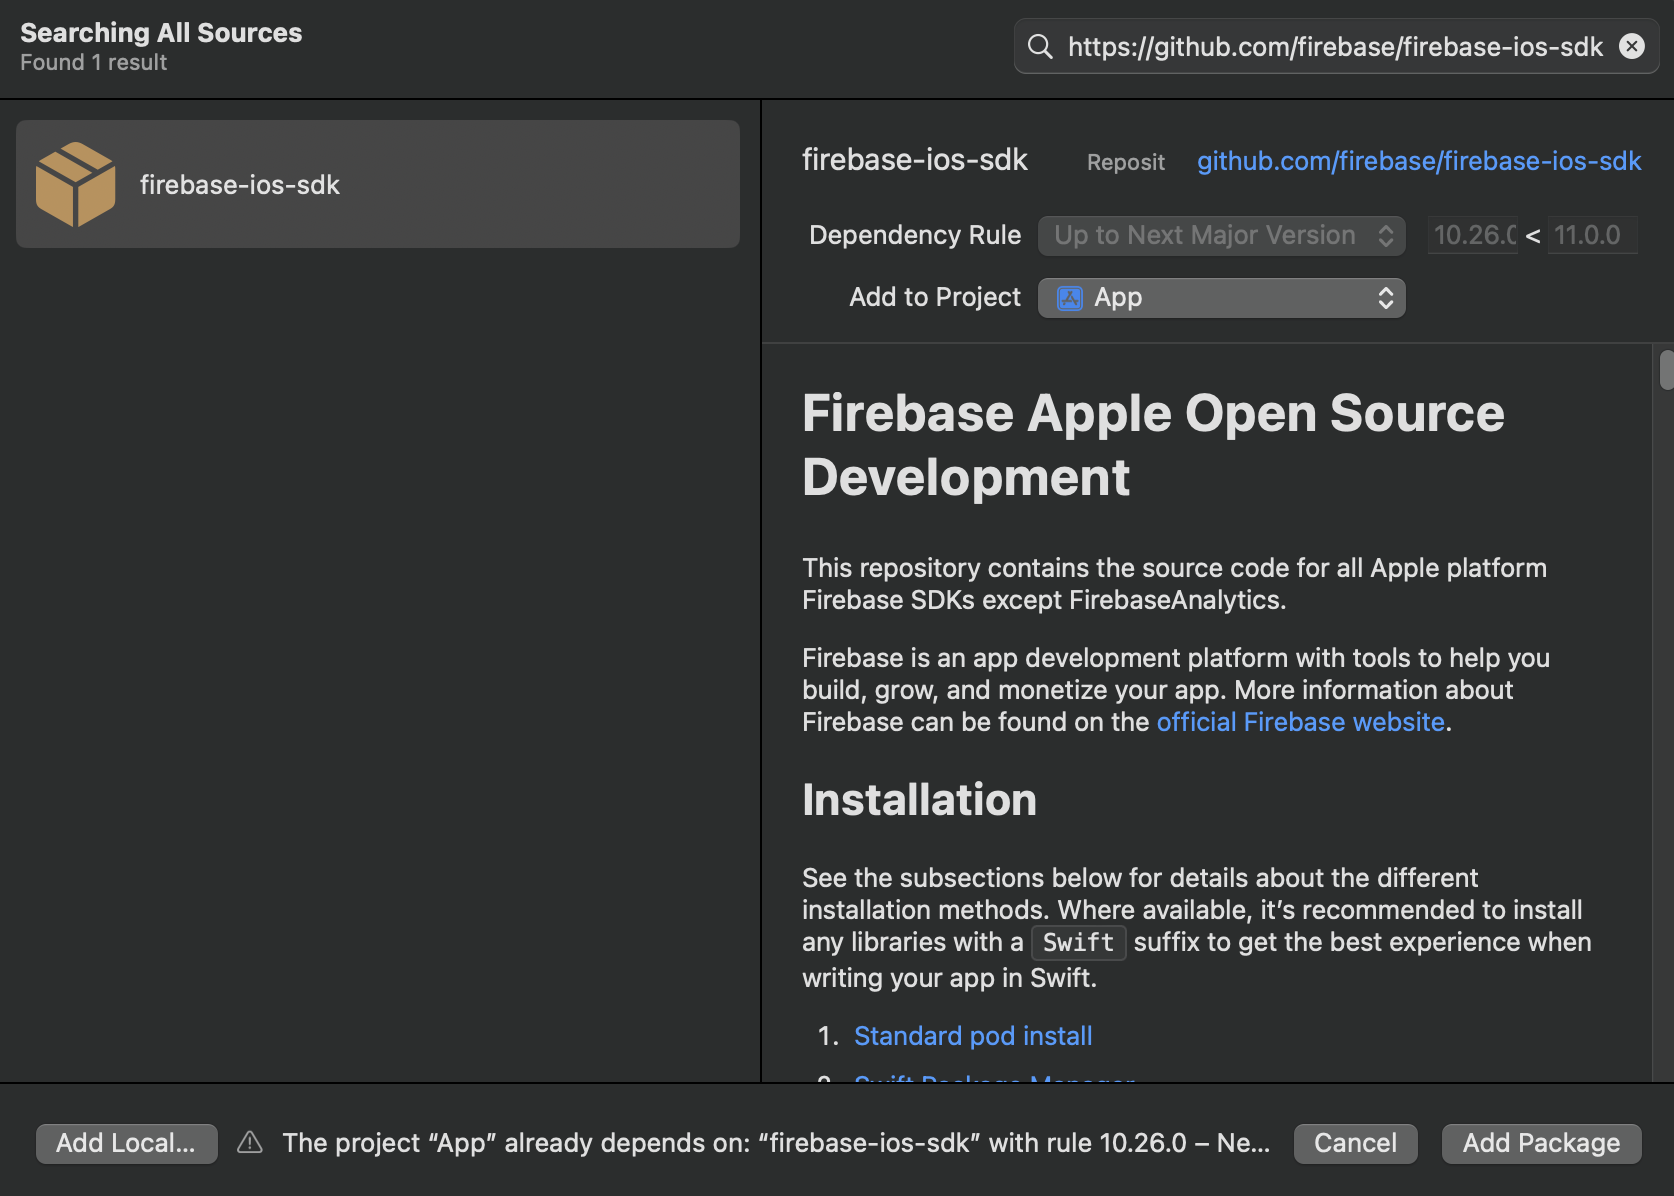 Searching All Sources
Found 1 result
https://github.com/firebase/firebase-ios-sdk
firebase-ios-sdk
firebase-ios-sdk Reposit github.com/firebase/firebase-ios-sdk
Dependency Rule Up to Next Major Version 10.26.0 < 11.0.0
Add to Project App
Firebase Apple Open Source
Development
This repository contains the source code for all Apple platform
Firebase SDKs except FirebaseAnalytics.
Firebase is an app development platform with tools to help you
build, grow, and monetize your app. More information about
Firebase can be found on the official Firebase website.
Installation
See the subsections below for details about the different
installation methods. Where available, it’s recommended to install
any libraries with a Swift suffix to get the best experience when
writing your app in Swift.
1. Standard pod install
2. Swift Package Manager
Add Local... The project “App” already depends on: “firebase-ios-sdk” with rule 10.26.0 – Ne... Cancel Add Package